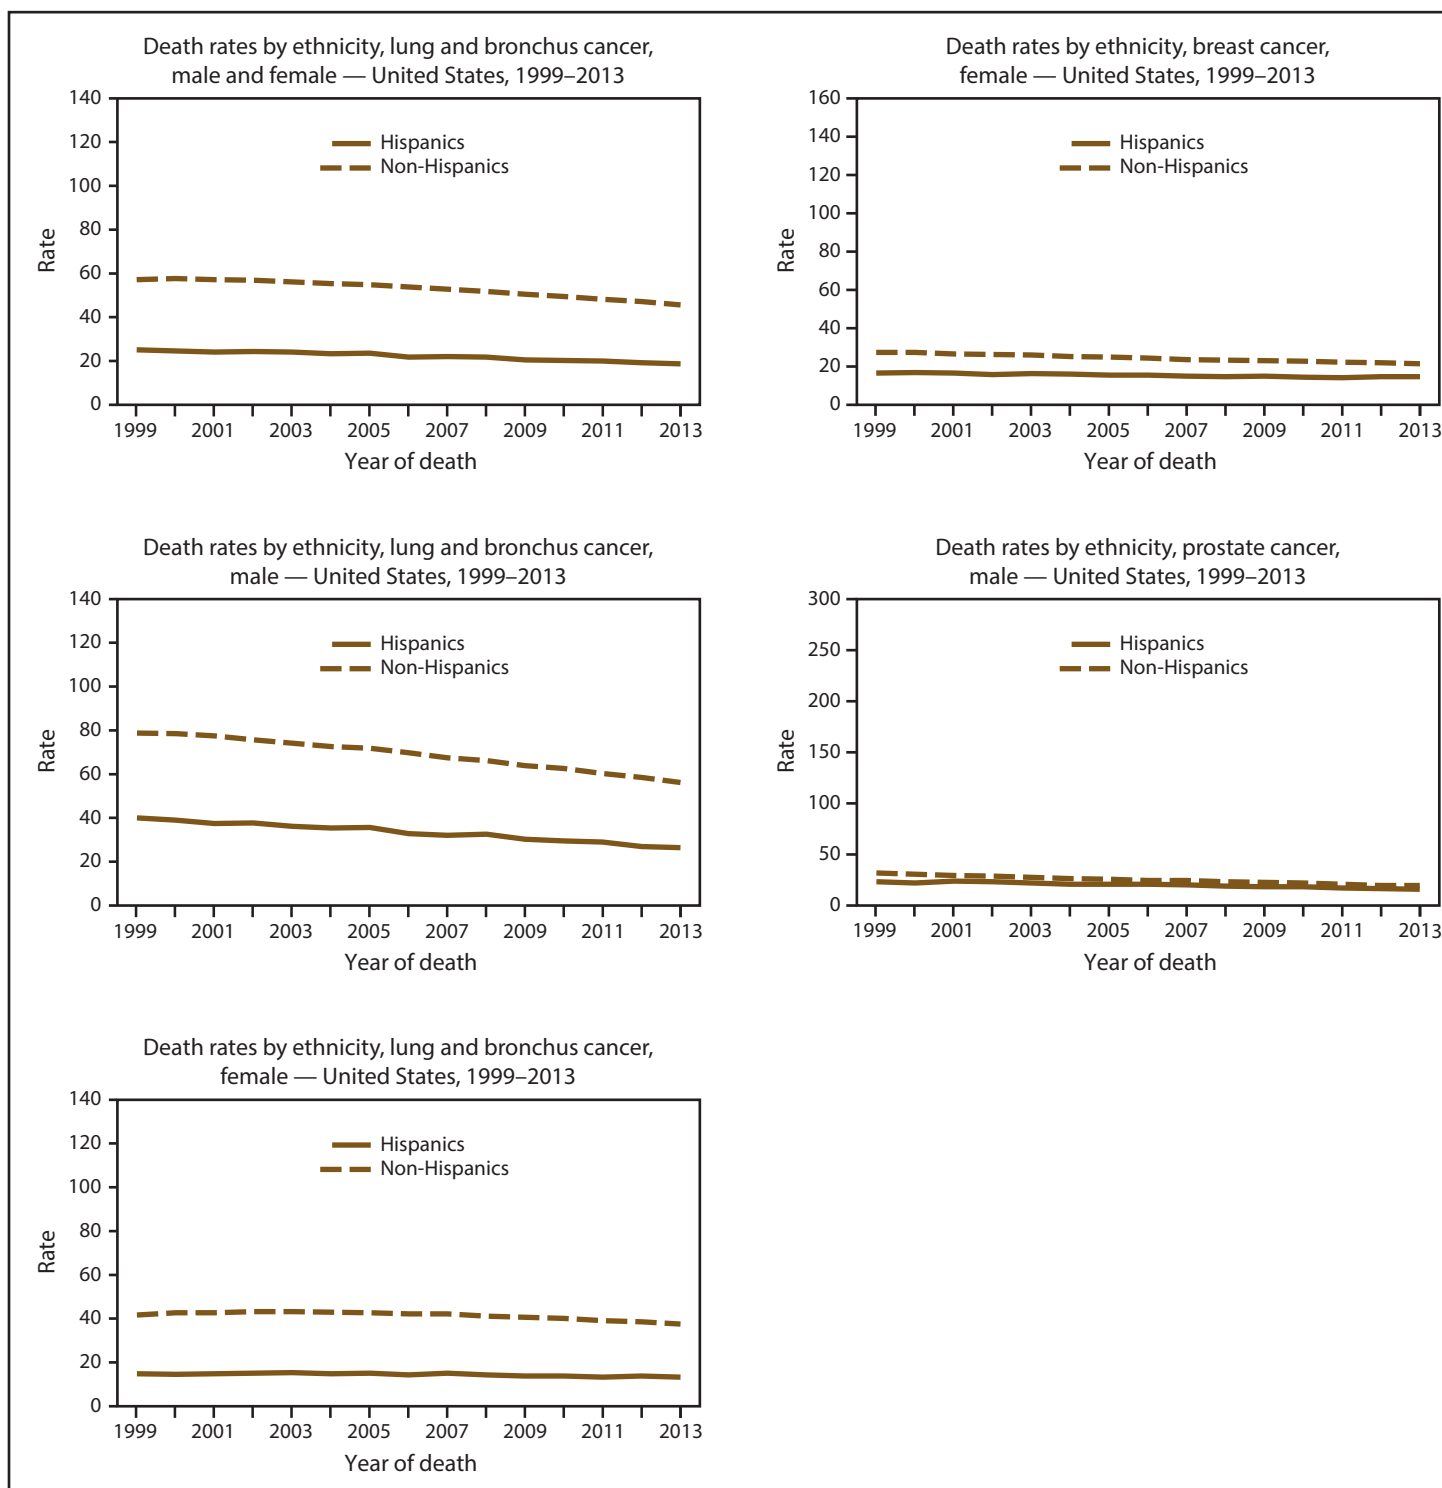 Death rates by ethnicity, lung and bronchus cancer,
male and female — United States, 1999–2013
140
120
100
80
60
40
20
0
Rate
Hispanics
Non-Hispanics
1999 2001 2003 2005 2007 2009 2011 2013
Year of death
Death rates by ethnicity, breast cancer,
female — United States, 1999–2013
160
140
120
100
80
60
40
20
0
Rate
Hispanics
Non-Hispanics
1999 2001 2003 2005 2007 2009 2011 2013
Year of death
Death rates by ethnicity, lung and bronchus cancer,
male — United States, 1999–2013
140
120
100
80
60
40
20
0
Rate
Hispanics
Non-Hispanics
1999 2001 2003 2005 2007 2009 2011 2013
Year of death
Death rates by ethnicity, prostate cancer,
male — United States, 1999–2013
300
250
200
150
100
50
0
Rate
Hispanics
Non-Hispanics
1999 2001 2003 2005 2007 2009 2011 2013
Year of death
Death rates by ethnicity, lung and bronchus cancer,
female — United States, 1999–2013
140
120
100
80
60
40
20
0
Rate
Hispanics
Non-Hispanics
1999 2001 2003 2005 2007 2009 2011 2013
Year of death